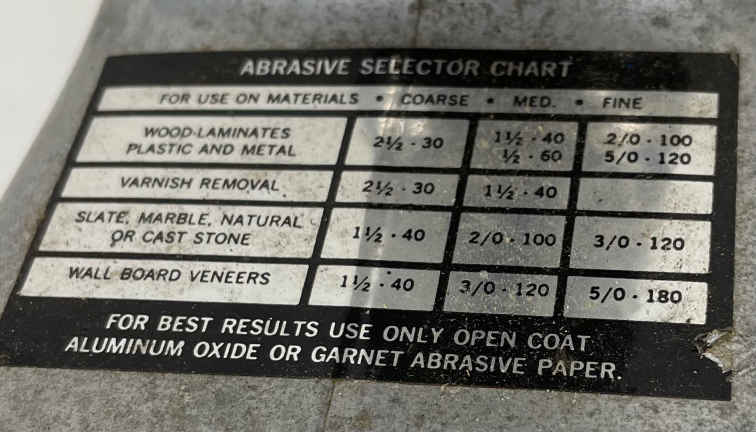 ABRASIVE SELECTOR CHART
FOR USE ON MATERIALS • COARSE • MED. • FINE
WOOD-LAMINATES
PLASTIC AND METAL
2½ - 30
1½ - 40
½ - 60
2/0 - 100
5/0 - 120
VARNISH REMOVAL
2½ - 30
1½ - 40
SLATE, MARBLE, NATURAL
OR CAST STONE
1½ - 40
2/0 - 100
3/0 - 120
WALL BOARD VENEERS
1½ - 40
3/0 - 120
5/0 - 180
FOR BEST RESULTS USE ONLY OPEN COAT
ALUMINUM OXIDE OR GARNET ABRASIVE PAPER.